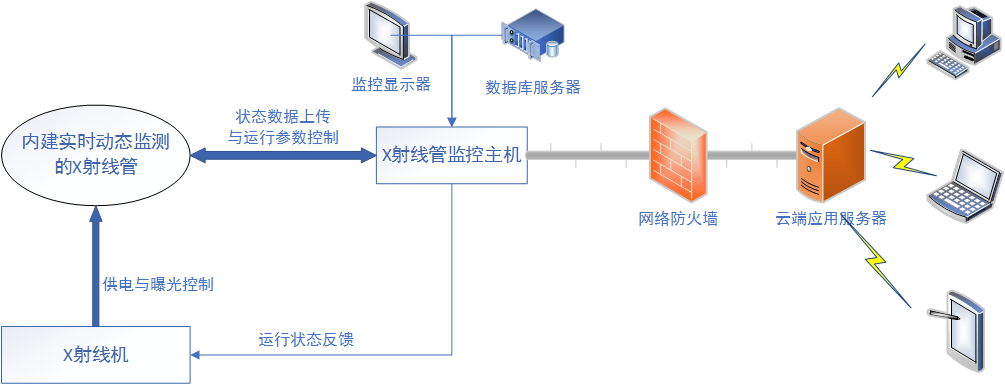 监控显示器
数据库服务器
状态数据上传
与运行参数控制
内建实时动态监测
的X射线管
X射线管监控主机
网络防火墙
云端应用服务器
供电与曝光控制
运行状态反馈
X射线机